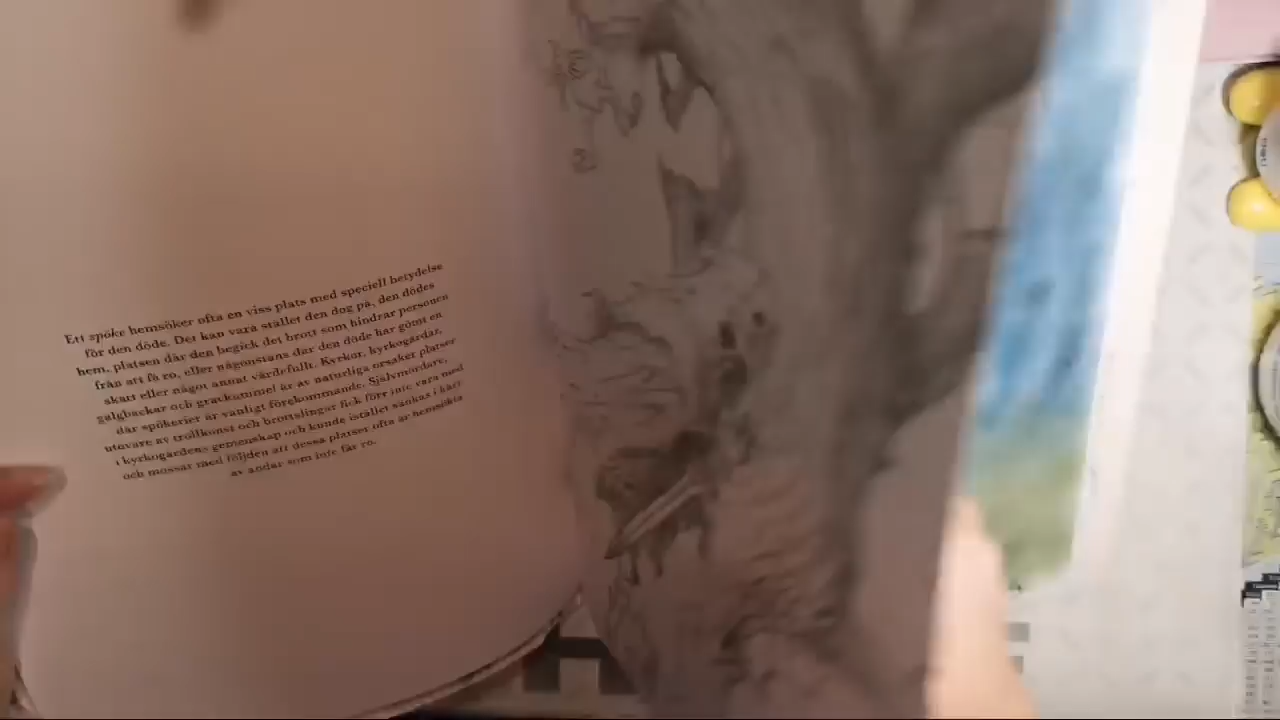 Ett spöke hemsöker ofta en viss plats med speciell betydelse
för den döde. Det kan vara stället den dog på, den dödes
hem, platsen där den begick det brott som hindrar personen
från att få ro, eller någonstans där den döde har gömt en
skatt eller något annat värdefullt. Kyrkor, kyrkogårdar,
galgbackar och gravkummel är av naturliga orsaker platser
där spökerier är vanligt förekommande. Självmördare,
utövare av trollkonst och brottslingar fick förr inte vara med
i kyrkogårdens gemenskap och kunde istället sänkas i kärr
och mossar med följden att dessa platser ofta är hemsökta
av andar som inte får ro.